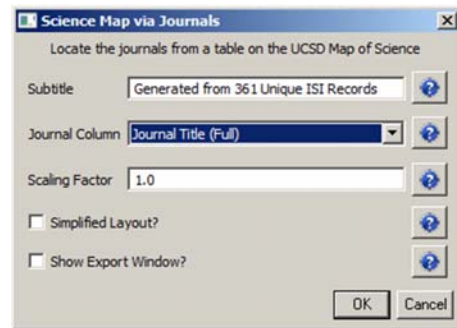 Science Map via Journals
Locate the journals from a table on the UCSD Map of Science
Subtitle Generated from 361 Unique ISI Records
Journal Column Journal Title (Full)
Scaling Factor 1.0
Simplified Layout?
Show Export Window?
OK Cancel